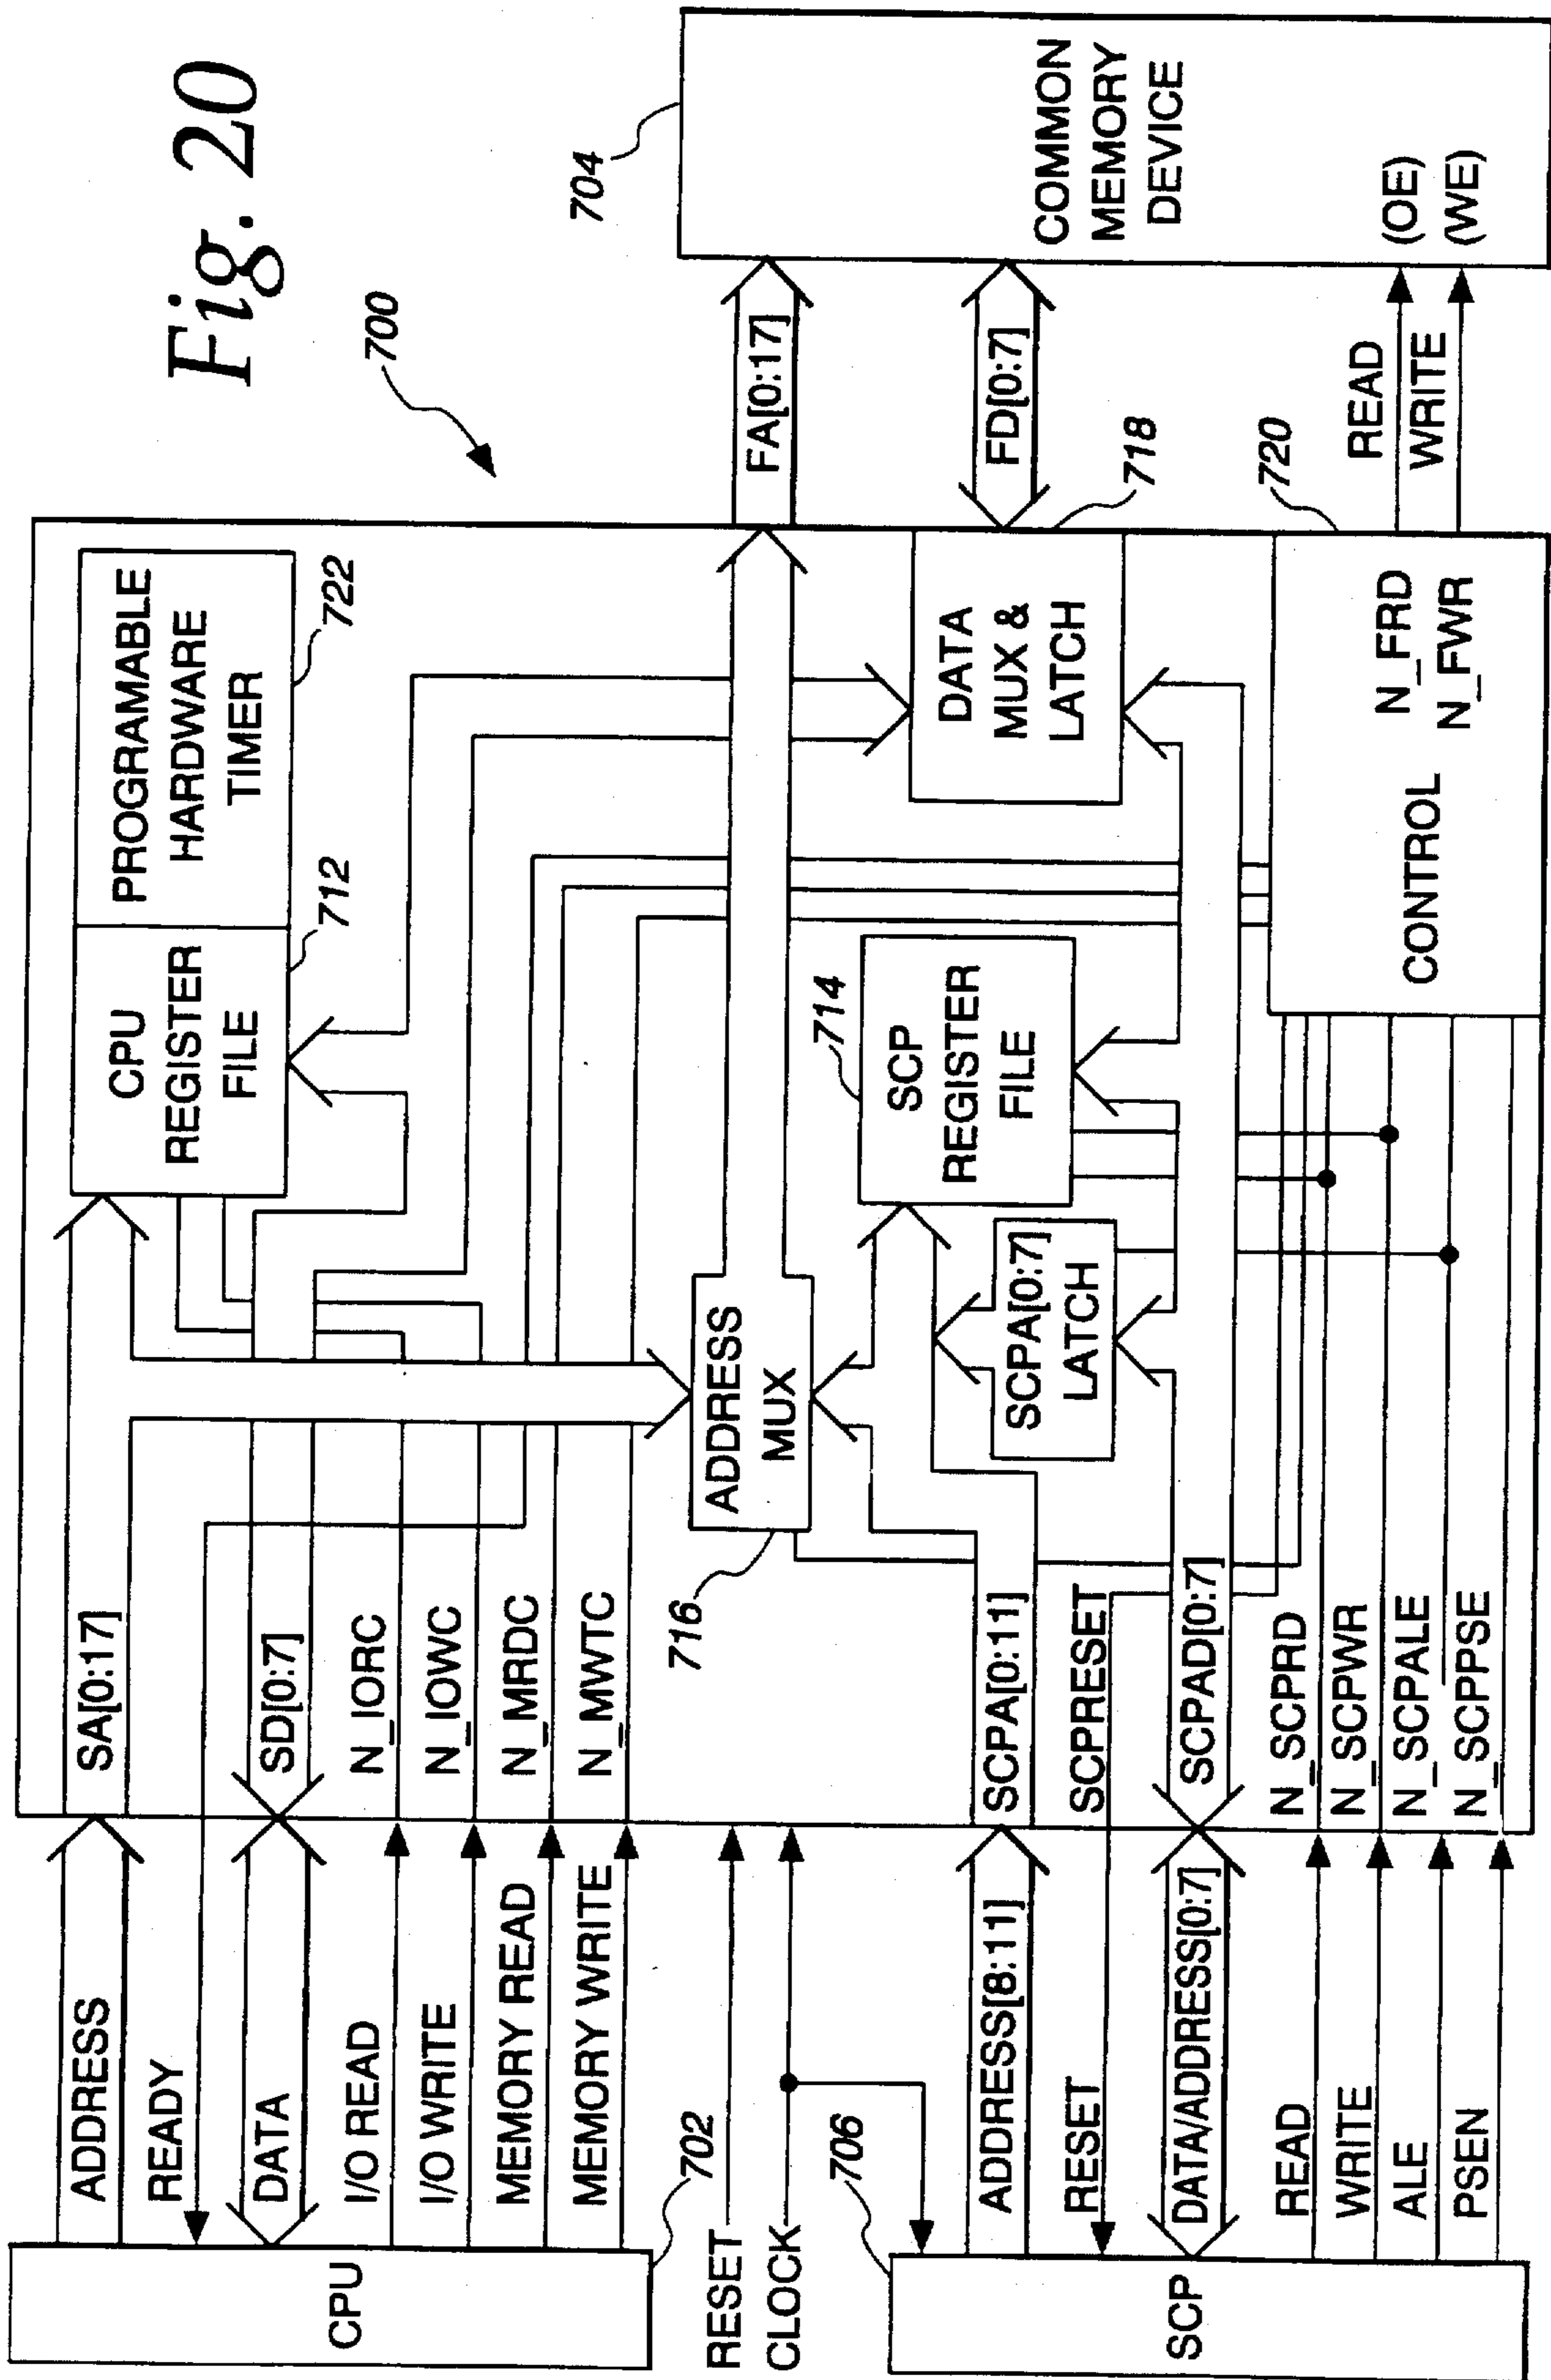 Fig. 20
700
CPU
702
ADDRESS
READY
DATA
I/O READ
I/O WRITE
MEMORY READ
MEMORY WRITE
RESET
CLOCK
SCP
706
ADDRESS[8:11]
RESET
DATA/ADDRESS[0:7]
READ
WRITE
ALE
PSEN
SA[0:17]
SD[0:7]
N_IORC
N_IOWC
N_MRDC
N_MWTC
SCPA[0:11]
SCPRESET
SCPAD[0:7]
N_SCPRD
N_SCPWR
N_SCPALE
N_SCPPSE
CPU
REGISTER
FILE
712
PROGRAMABLE
HARDWARE
TIMER
722
ADDRESS
MUX
716
SCPA[0:7]
LATCH
SCP
REGISTER
FILE
714
DATA
MUX &
LATCH
718
CONTROL
N_FRD
N_FWR
720
FA[0:17]
FD[0:7]
READ
WRITE
704
COMMON
MEMORY
DEVICE
(OE)
(WE)